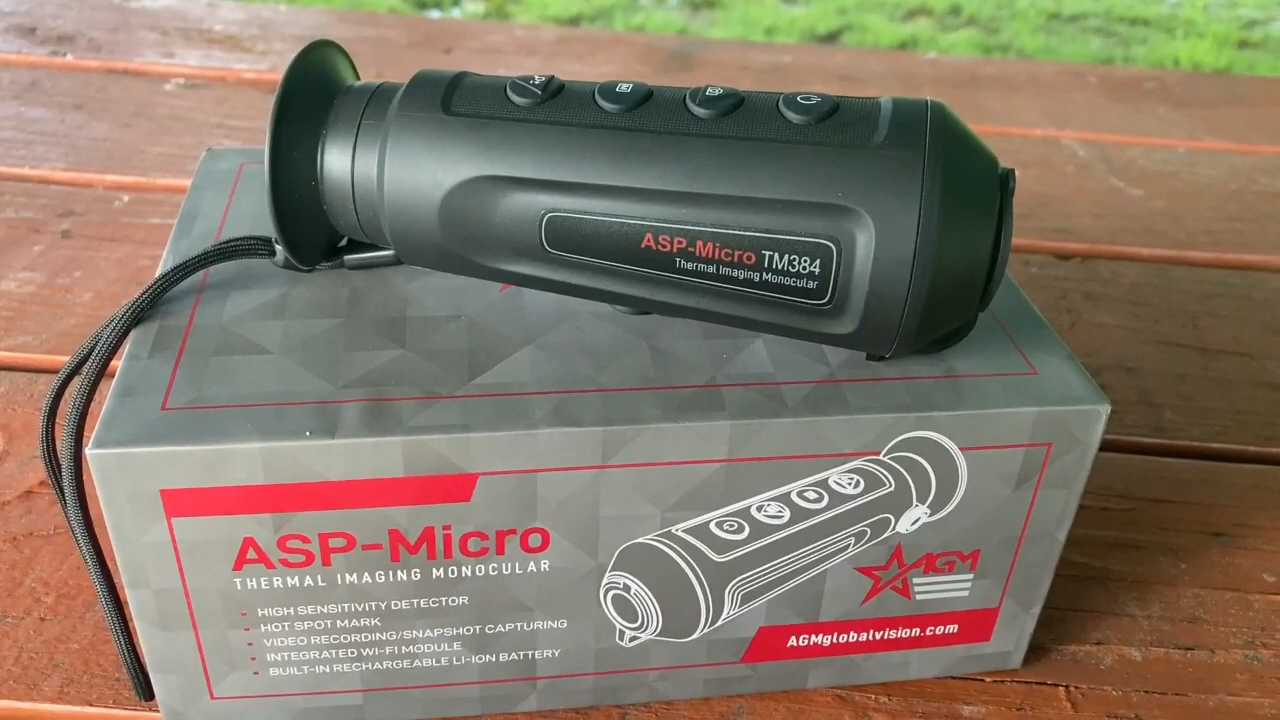 ASP-Micro TM384
Thermal Imaging Monocular
ASP-Micro
THERMAL IMAGING MONOCULAR
HIGH SENSITIVITY DETECTOR
HOT SPOT MARK
VIDEO RECORDING/SNAPSHOT CAPTURING
INTEGRATED WI-FI MODULE
BUILT-IN RECHARGEABLE LI-ION BATTERY
AGM
AGMglobalvision.com